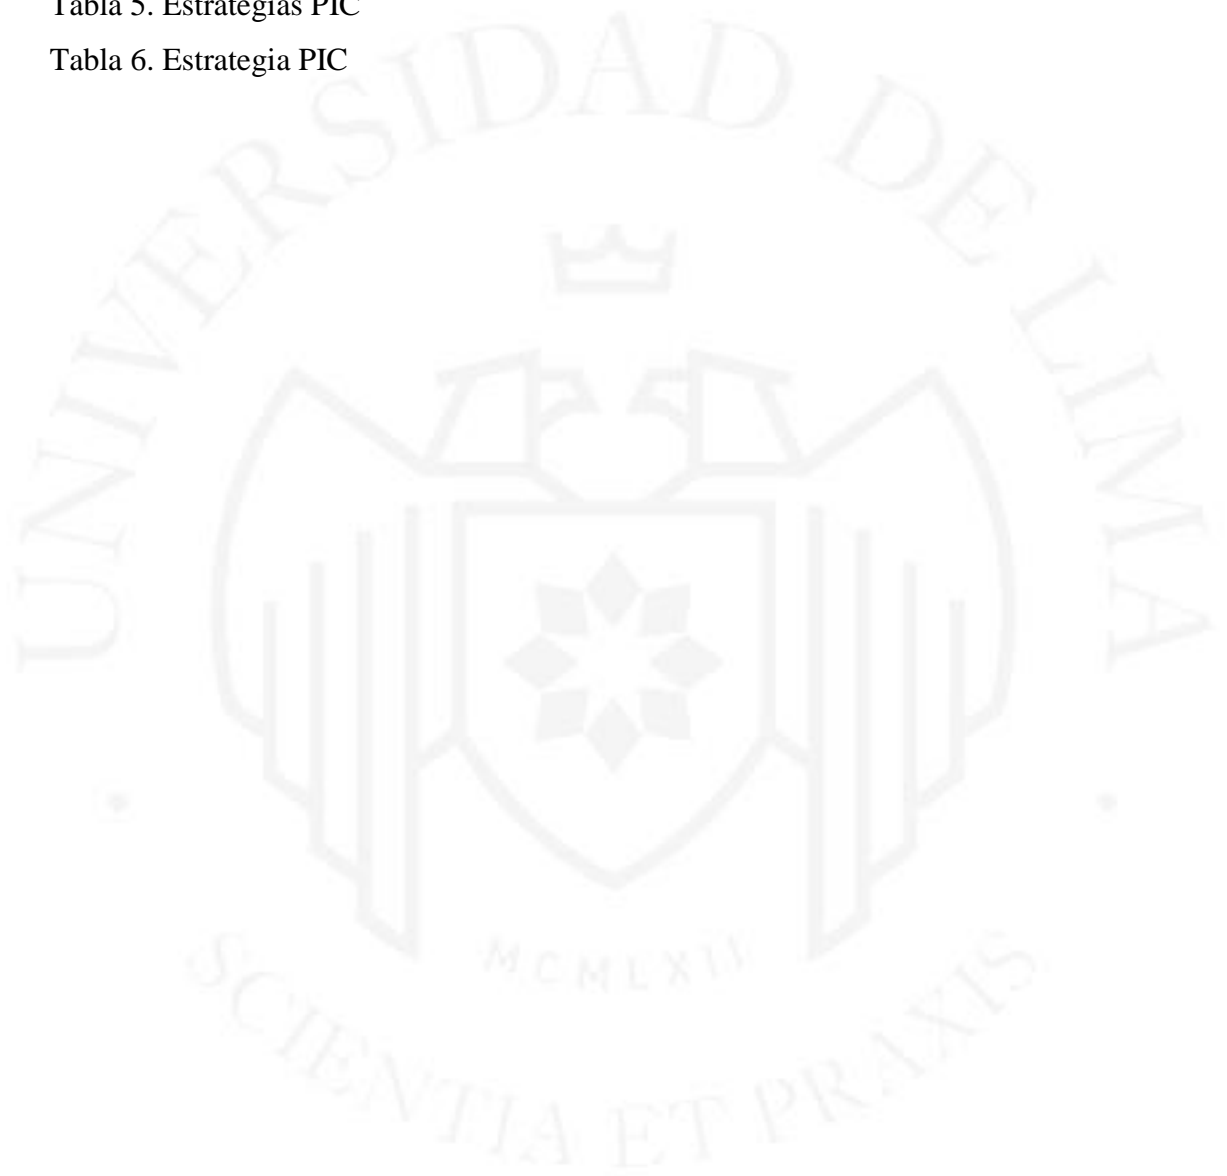 Tabla 5. Estrategias PIC
Tabla 6. Estrategia PIC
UNIVERSIDAD DE LIMA
MCMLXII
SCIENTIA ET PRAXIS